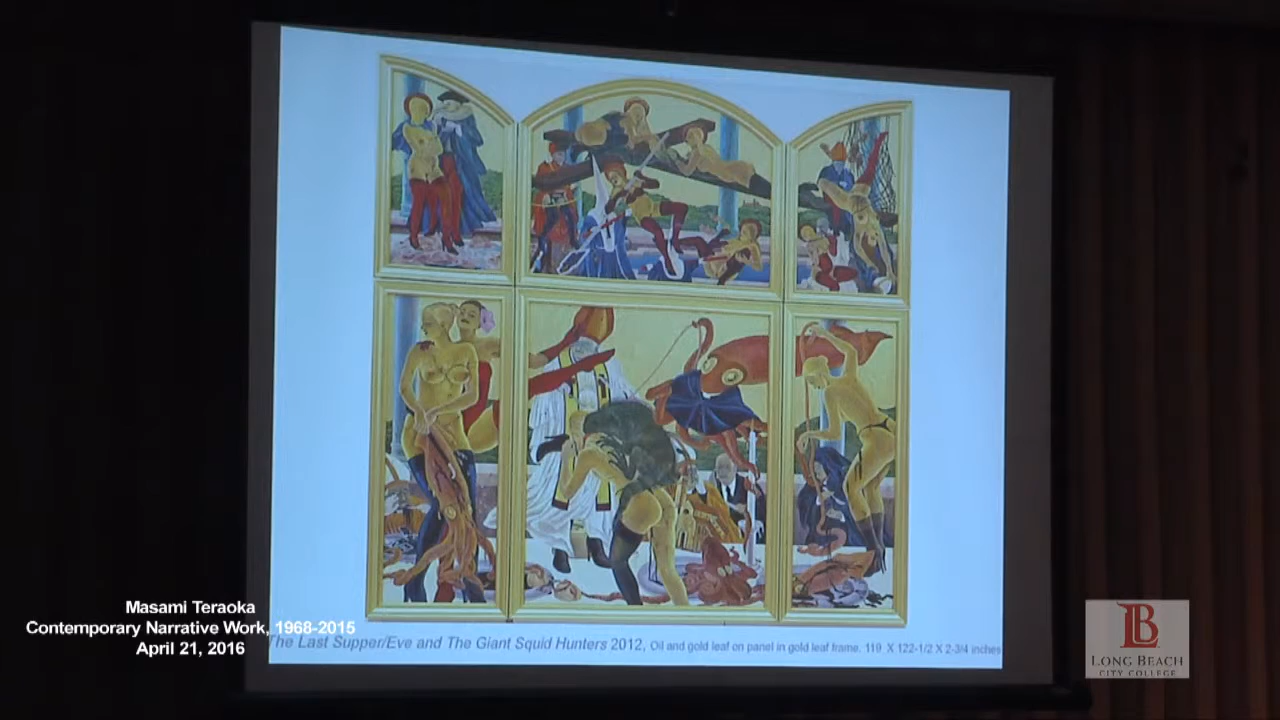 Masami Teraoka
Contemporary Narrative Work, 1968-2015
April 21, 2016
The Last Supper/Eve and The Giant Squid Hunters 2012, Oil and gold leaf on panel in gold leaf frame, 119 X 122-1/2 X 2-3/4 inches
LB
LONG BEACH
CITY COLLEGE